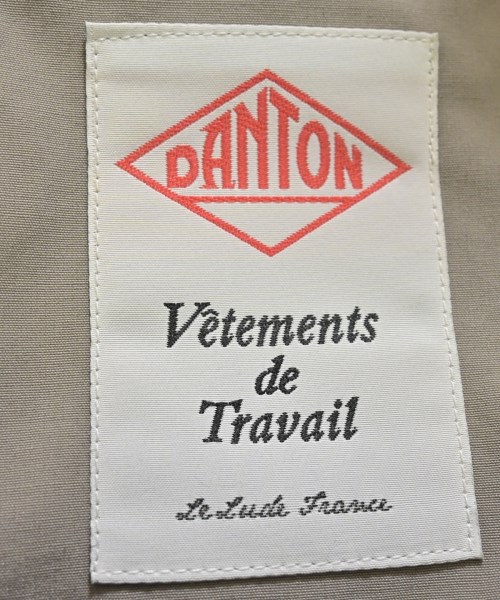 DANTON
Vêtements
de
Travail
Le Lude France